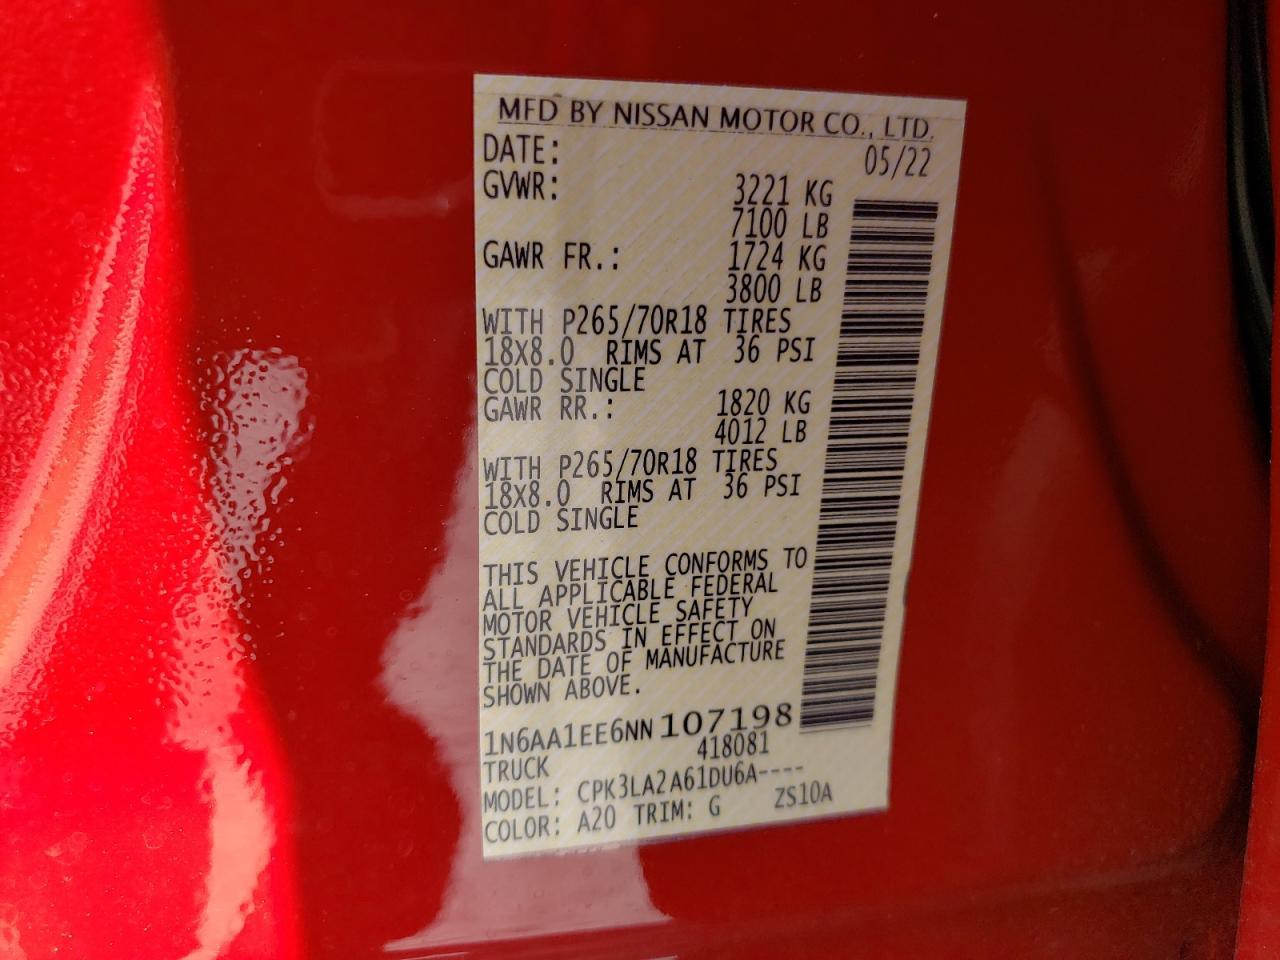 MFD BY NISSAN MOTOR CO., LTD.
DATE: 05/22
GVWR: 3221 KG
7100 LB
GAWR FR.: 1724 KG
3800 LB
WITH P265/70R18 TIRES
18X8.0 RIMS AT 36 PSI
COLD SINGLE
GAWR RR.: 1820 KG
4012 LB
WITH P265/70R18 TIRES
18X8.0 RIMS AT 36 PSI
COLD SINGLE
THIS VEHICLE CONFORMS TO
ALL APPLICABLE FEDERAL
MOTOR VEHICLE SAFETY
STANDARDS IN EFFECT ON
THE DATE OF MANUFACTURE
SHOWN ABOVE.
1N6AA1EE6NN107198
TRUCK 418081
MODEL: CPK3LA2A61DU6A----
COLOR: A20 TRIM: G ZS10A